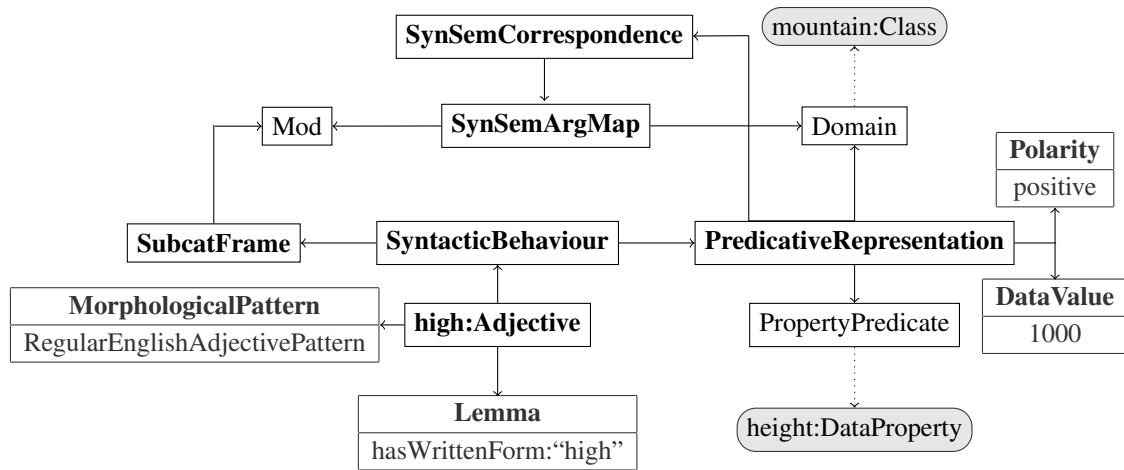 mountain:Class
SynSemCorrespondence
Mod
SynSemArgMap
Domain
Polarity
positive
SubcatFrame
SyntacticBehaviour
PredicativeRepresentation
MorphologicalPattern
RegularEnglishAdjectivePattern
high:Adjective
PropertyPredicate
DataValue
1000
Lemma
hasWrittenForm:“high”
height:DataProperty